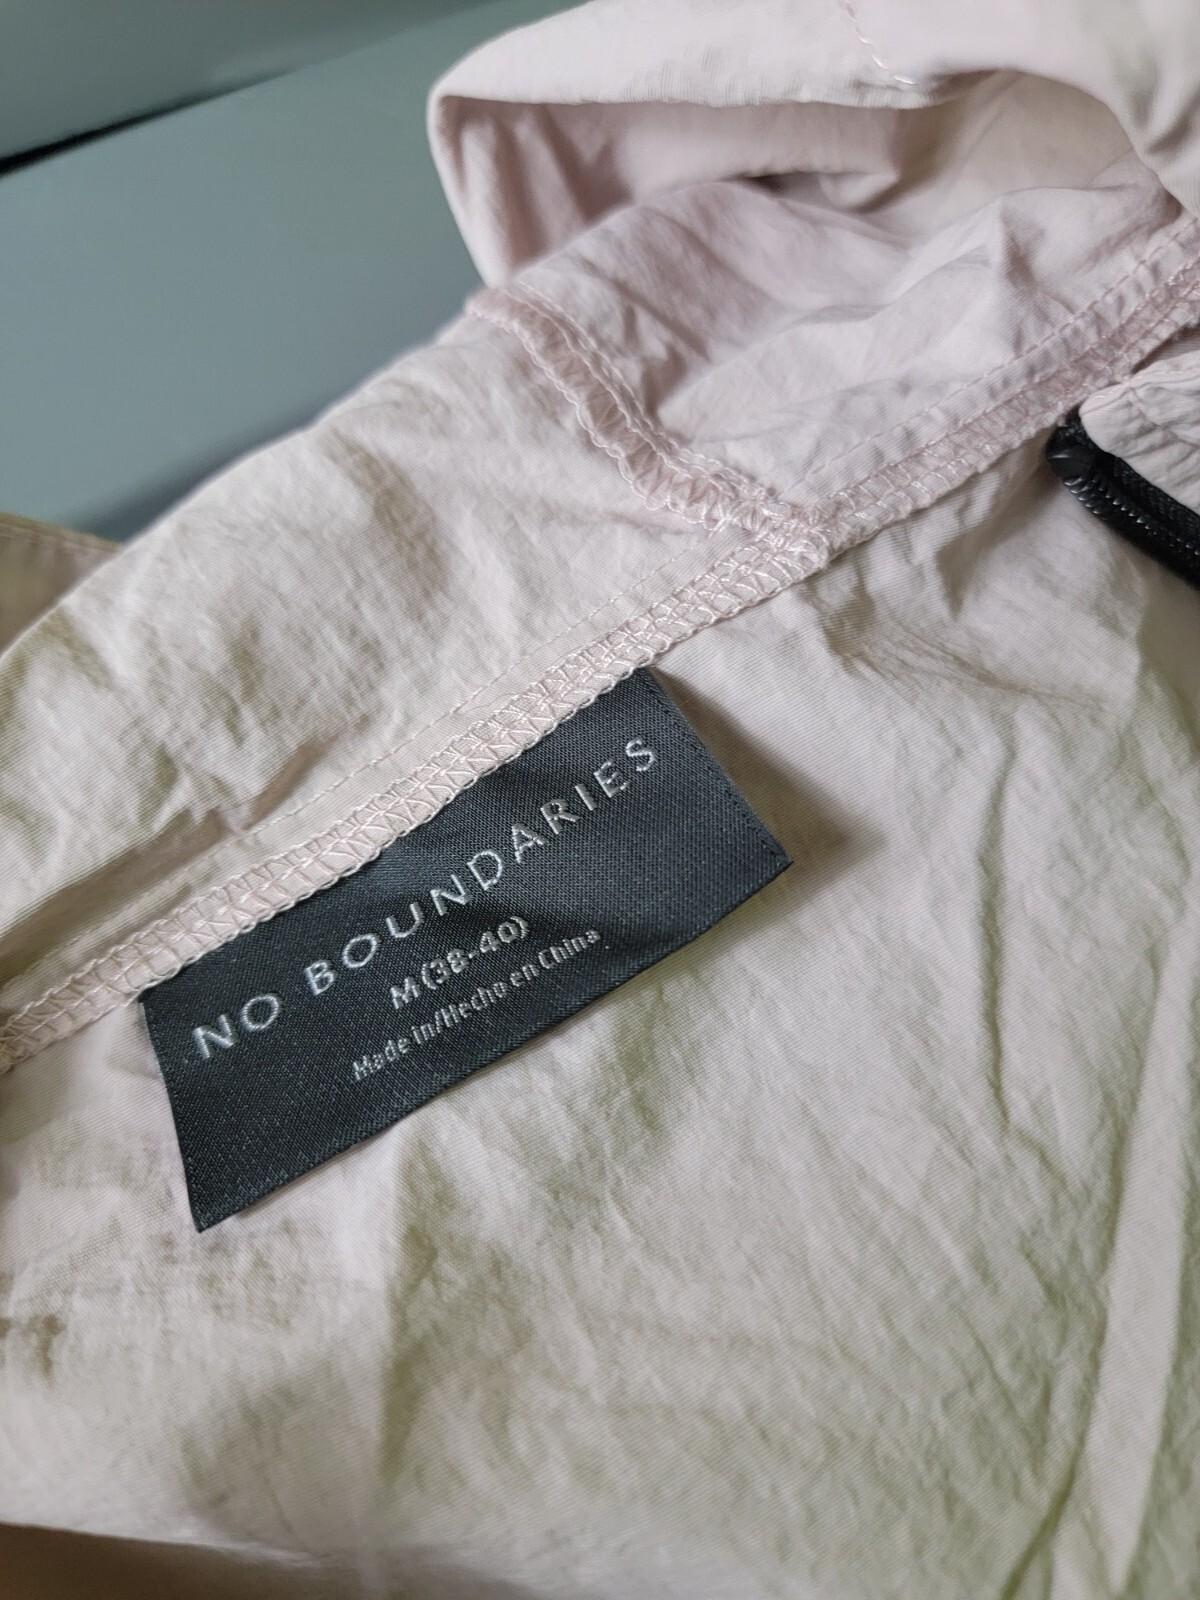 NO BOUNDARIES
M (38-40)
Made in/Hecho en China